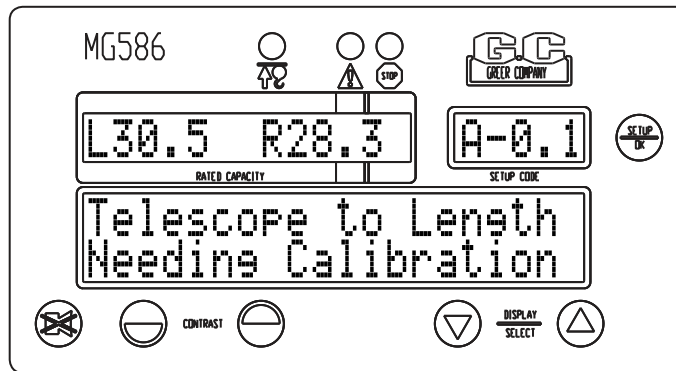 MG586
STOP
G.C
GREER COMPANY
L30.5 R28.3
A-0.1
SETUP
OK
RATED CAPACITY
SETUP CODE
Telescope to Length
Needing Calibration
CONTRAST
DISPLAY
SELECT